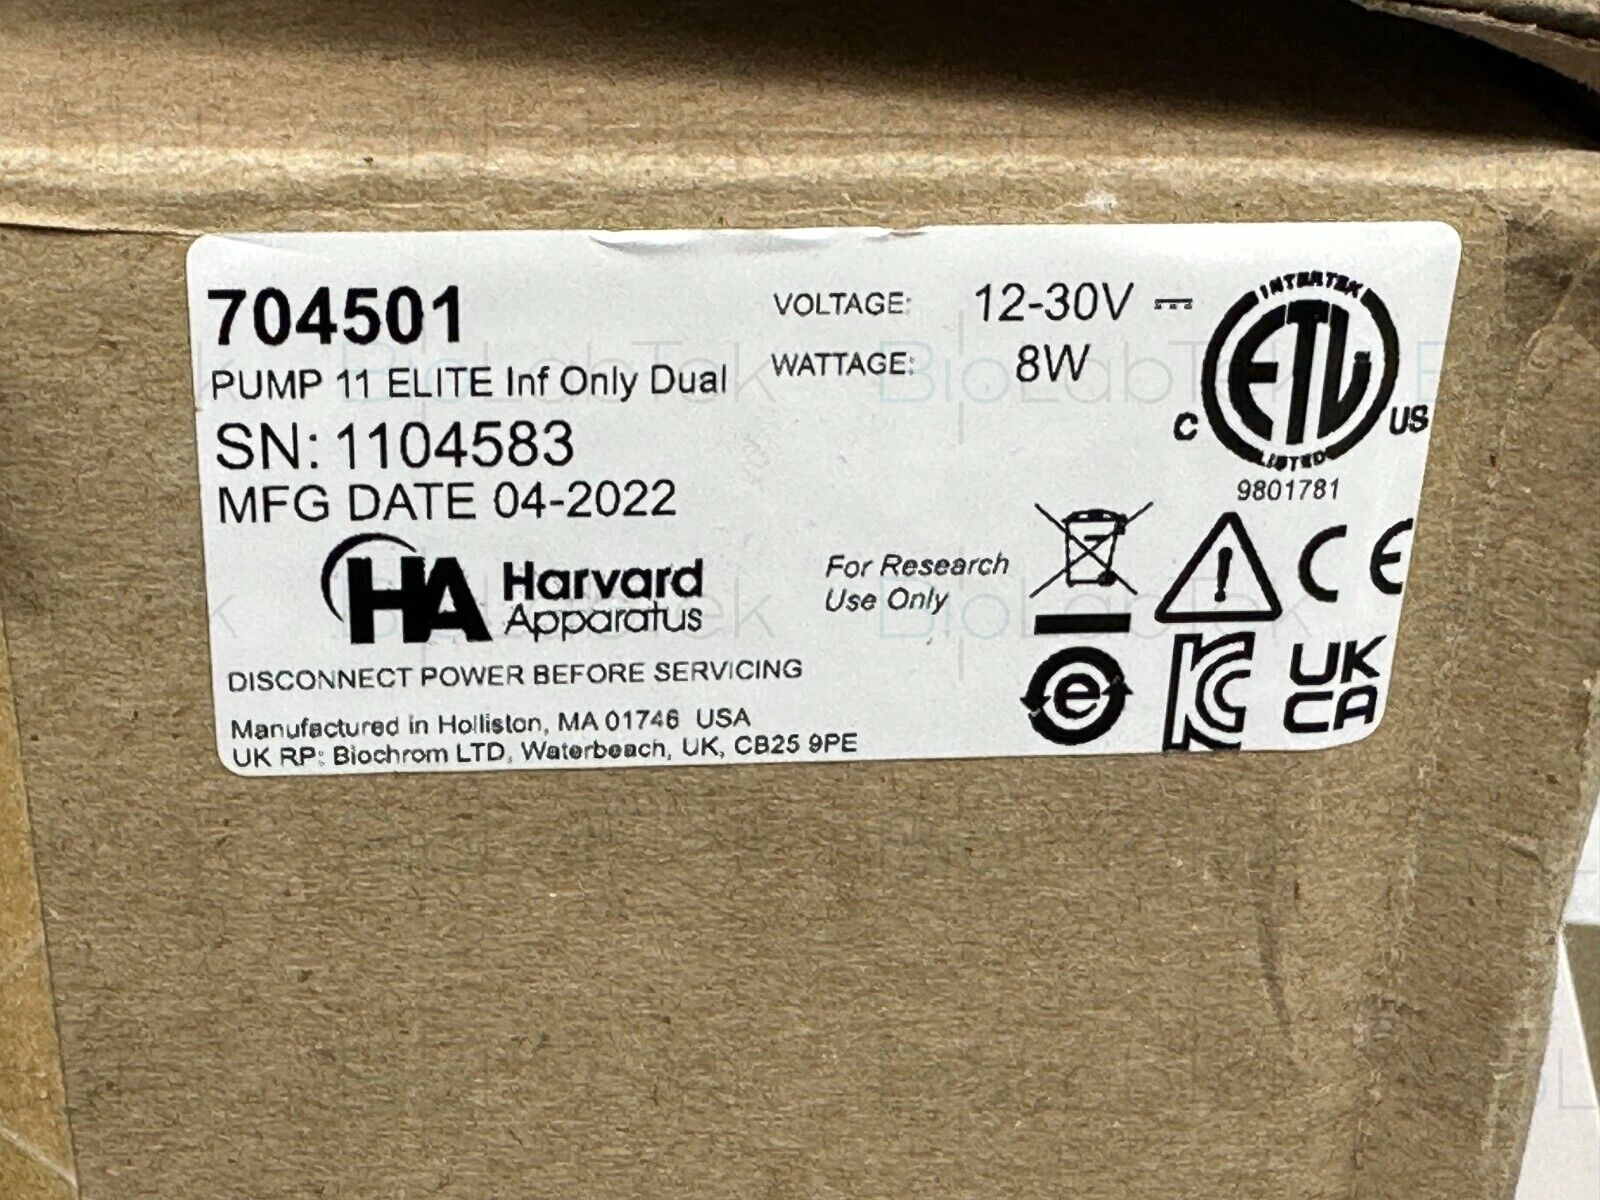 704501
PUMP 11 ELITE Inf Only Dual
SN: 1104583
MFG DATE 04-2022
VOLTAGE: 12-30V
WATTAGE: 8W
INTERTEK
ETL
C US
LISTED
9801781
HA Harvard
Apparatus
For Research
Use Only
CE
DISCONNECT POWER BEFORE SERVICING
Manufactured in Holliston, MA 01746 USA
UK RP: Biochrom LTD, Waterbeach, UK, CB25 9PE
e
KC
UK
CA
BioLabTek